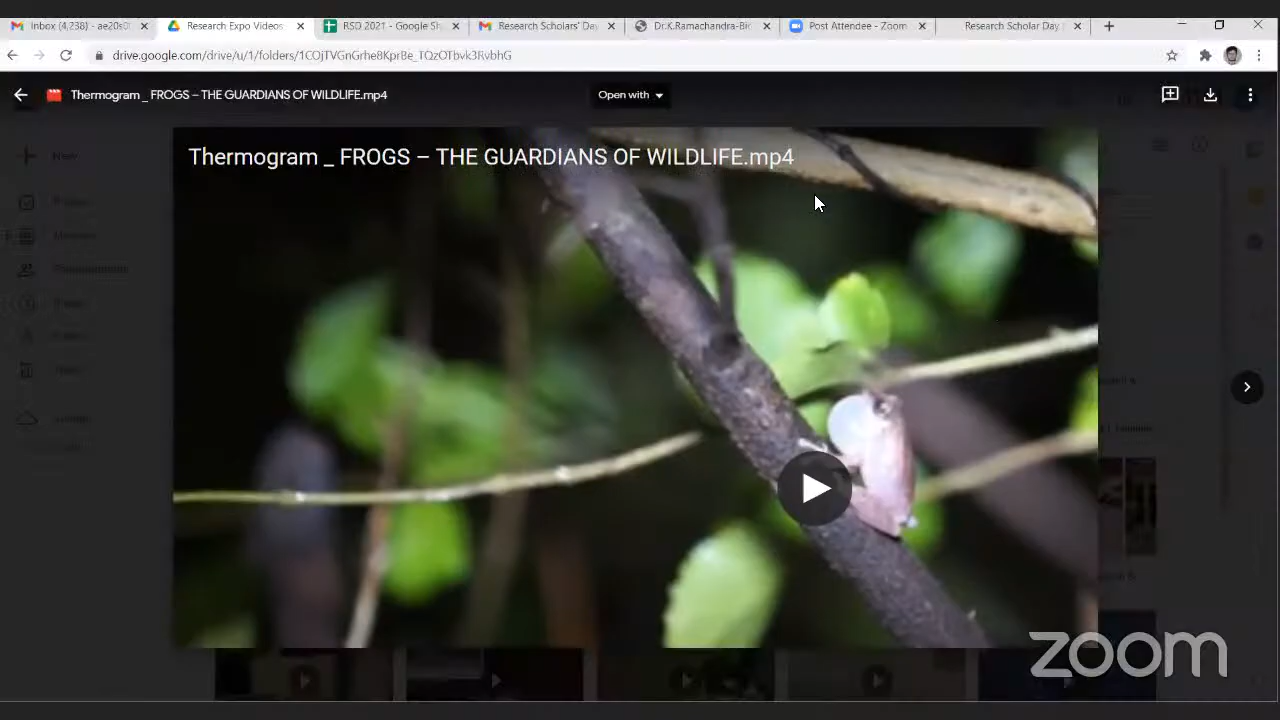 Inbox (4,238) - ae20s0
Research Expo Videos
RSD 2021 - Google Sh
Research Scholars' Day
Dr.K.Ramachandra-Bi
Post Attendee - Zoom
Research Scholar Day
drive.google.com/drive/u/1/folders/1COjTVGnGrhe8KprBe_TQzOTbvk3RvbhG
Thermogram _ FROGS – THE GUARDIANS OF WILDLIFE.mp4
Open with
Thermogram _ FROGS – THE GUARDIANS OF WILDLIFE.mp4
New
zoom